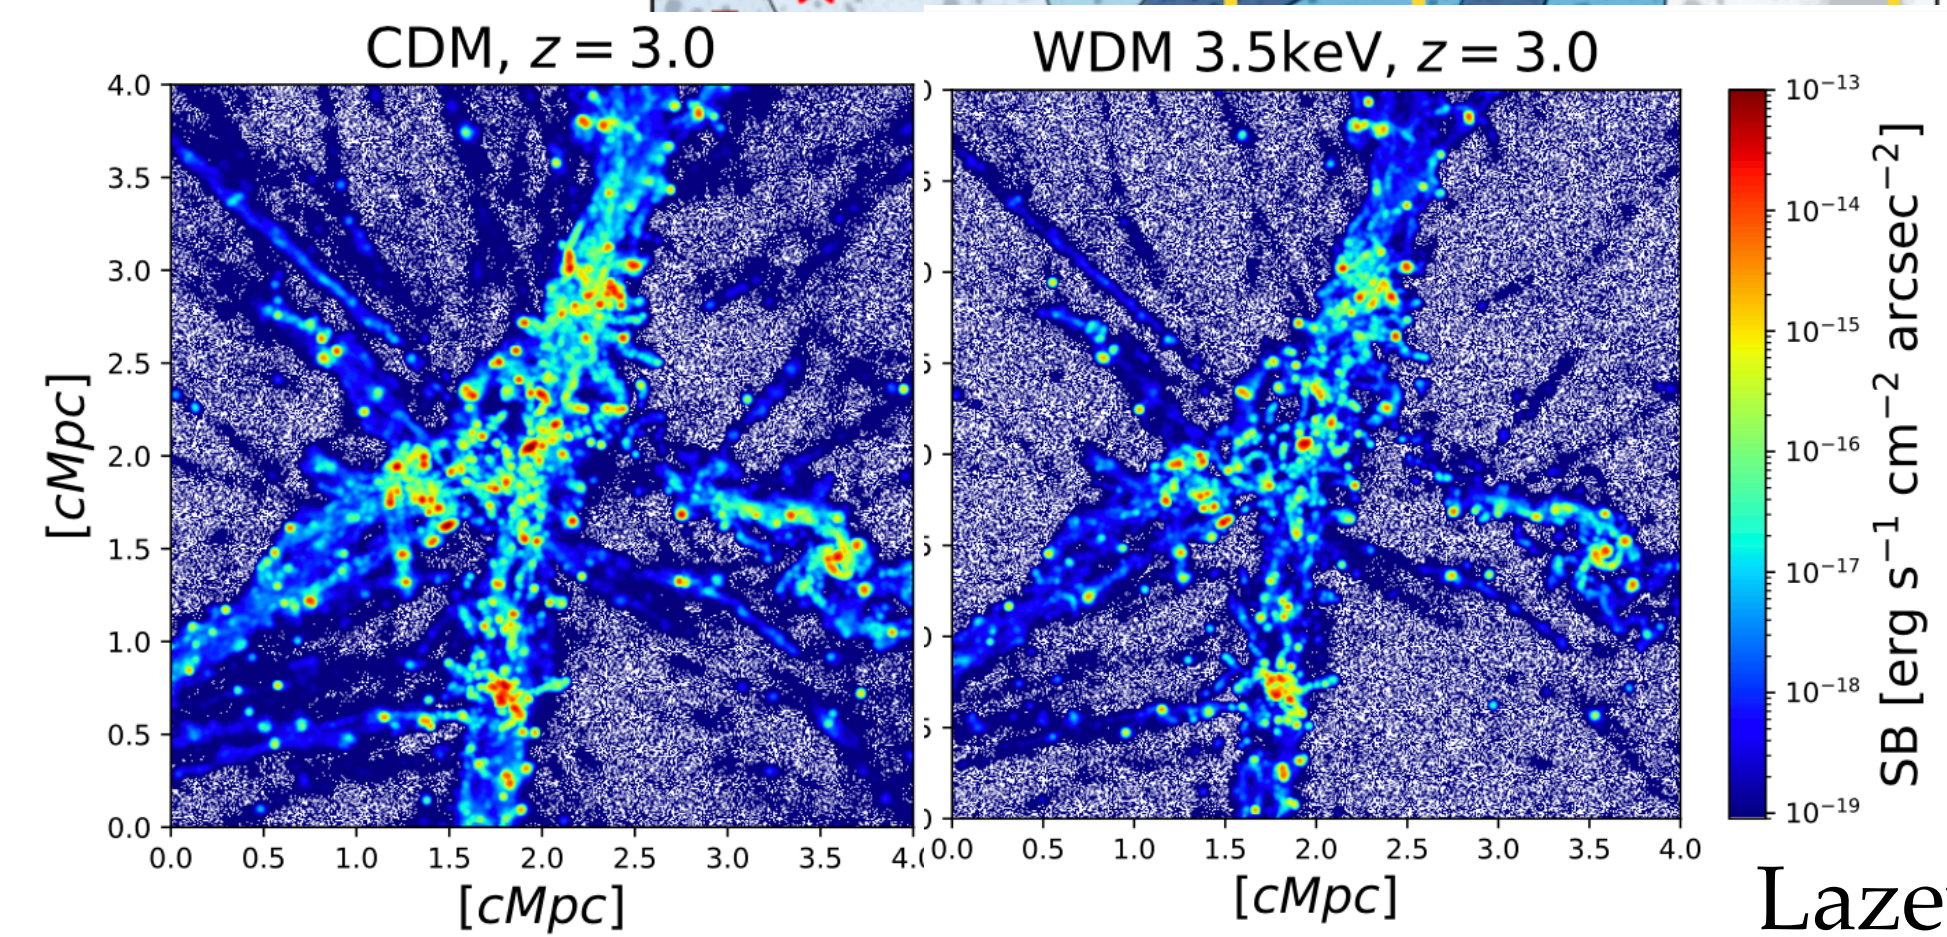 CDM, z = 3.0
WDM 3.5keV, z = 3.0
4.0
3.5
3.0
2.5
2.0
1.5
1.0
0.5
0.0
[cMpc]
0.0 0.5 1.0 1.5 2.0 2.5 3.0 3.5 4.0
[cMpc]
0.0 0.5 1.0 1.5 2.0 2.5 3.0 3.5 4.0
[cMpc]
10⁻¹³
10⁻¹⁴
10⁻¹⁵
10⁻¹⁶
10⁻¹⁷
10⁻¹⁸
10⁻¹⁹
SB [erg s⁻¹ cm⁻² arcsec⁻²]